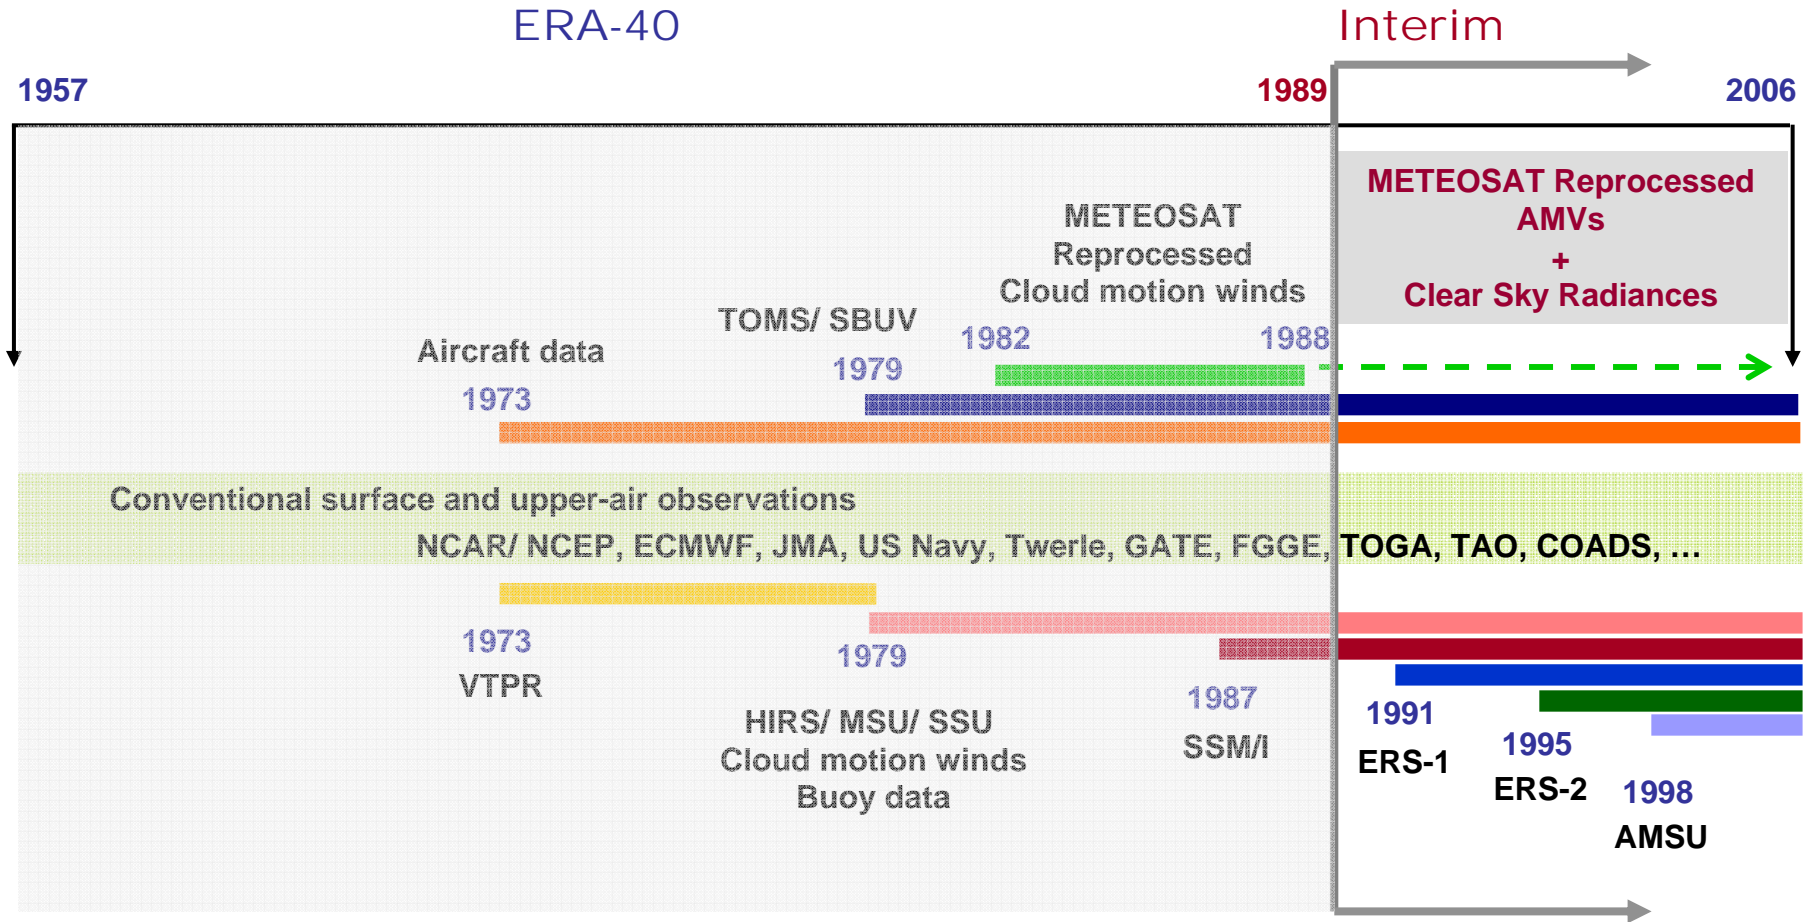 ERA-40
Interim
1957
1989
2006
METEOSAT Reprocessed
AMVs
+
Clear Sky Radiances
METEOSAT
Reprocessed
Cloud motion winds
TOMS/ SBUV
1982
1988
Aircraft data
1979
1973
Conventional surface and upper-air observations
NCAR/ NCEP, ECMWF, JMA, US Navy, Twerle, GATE, FGGE, TOGA, TAO, COADS, ...
1973
VTPR
1979
HIRS/ MSU/ SSU
Cloud motion winds
Buoy data
1987
SSM/I
1991
ERS-1
1995
ERS-2
1998
AMSU